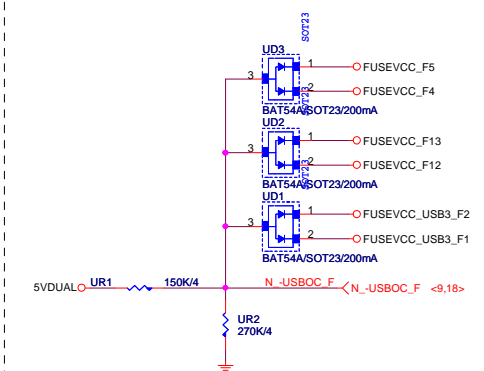 SOT23
UD3
3
1
FUSEVCC_F5
2
FUSEVCC_F4
BAT54A/SOT23/200mA
SOT23
UD2
3
1
FUSEVCC_F13
2
FUSEVCC_F12
BAT54A/SOT23/200mA
SOT23
UD1
3
1
FUSEVCC_USB3_F2
2
FUSEVCC_USB3_F1
BAT54A/SOT23/200mA
5VDUAL
UR1
150K/4
N_-USBOC_F
N_-USBOC_F <9,18>
UR2
270K/4